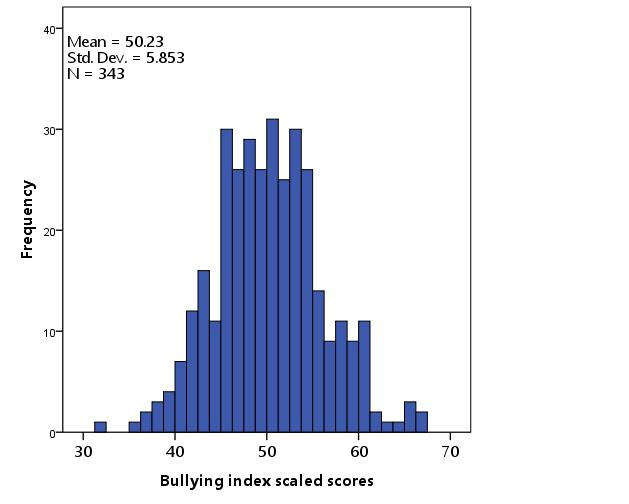 Mean = 50.23
Std. Dev. = 5.853
N = 343
40
30
20
10
0
Frequency
30 40 50 60 70
Bullying index scaled scores